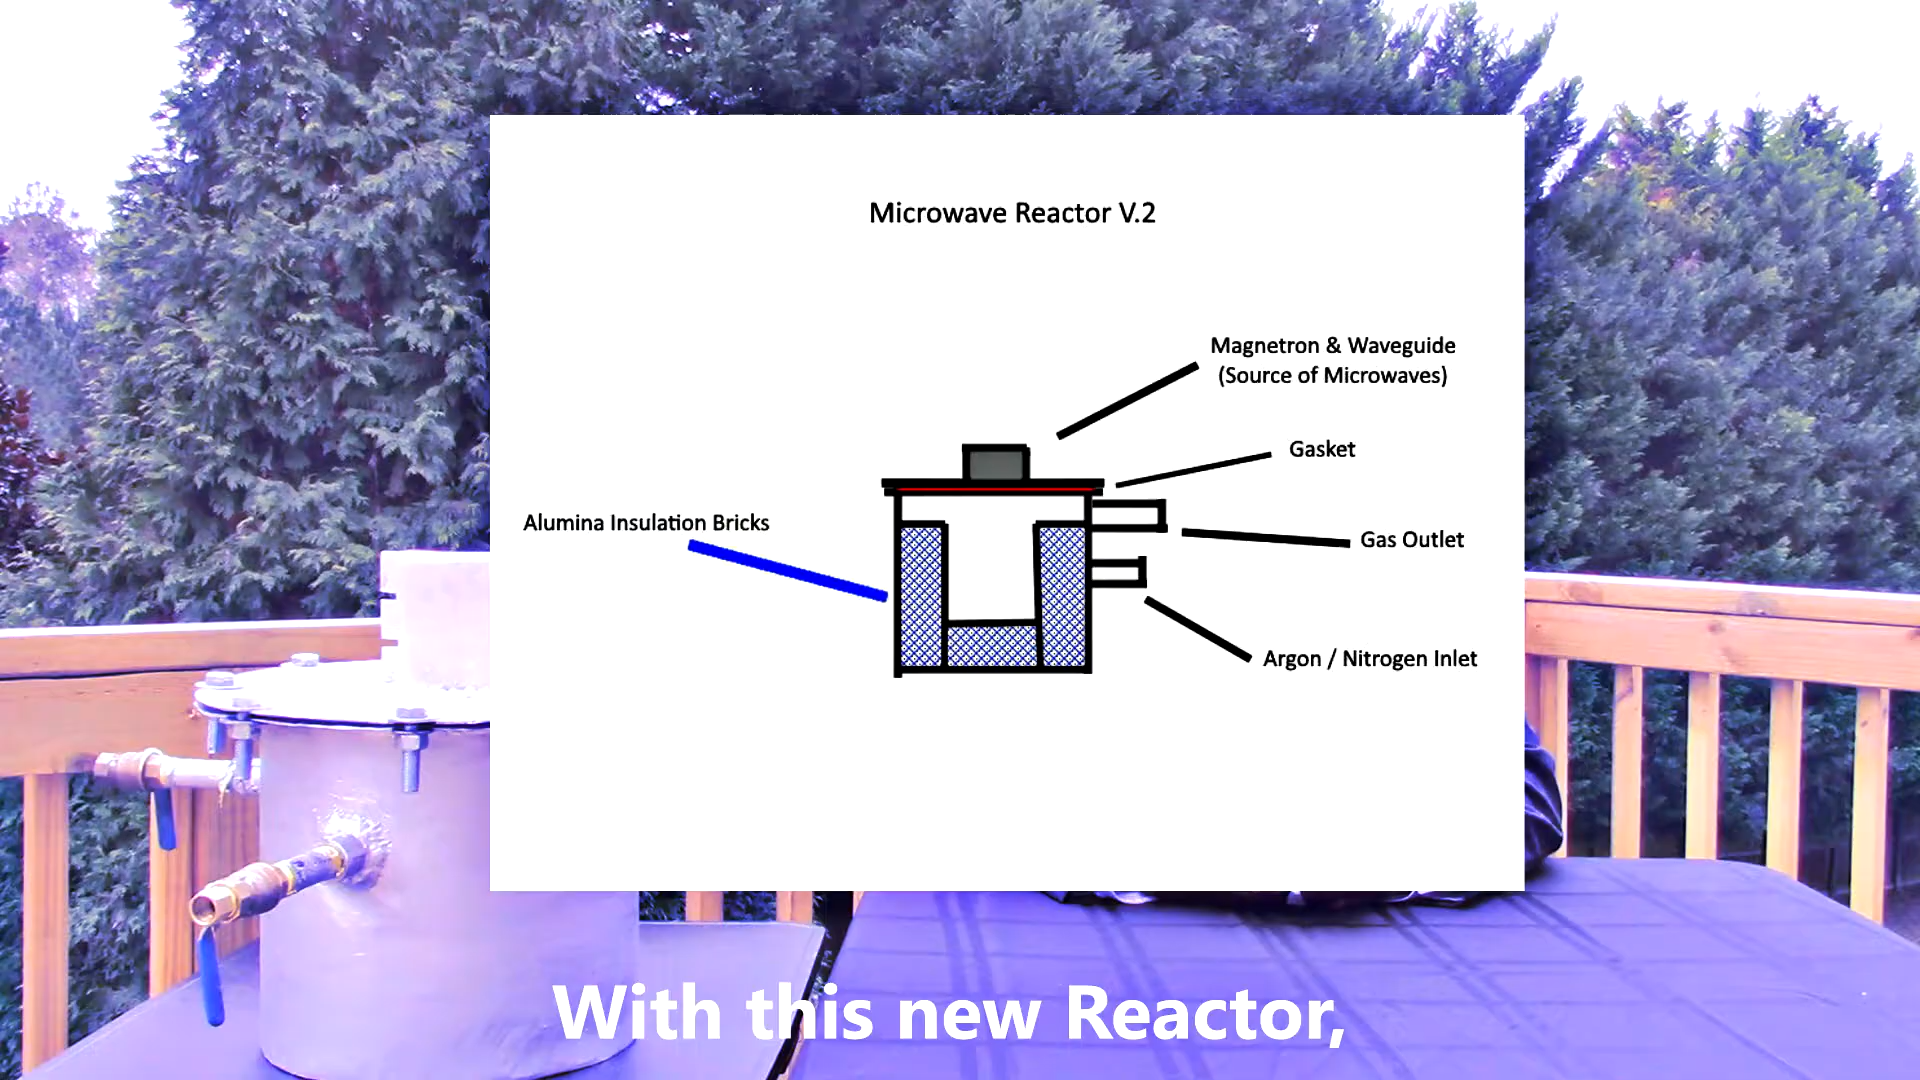 Microwave Reactor V.2
Magnetron & Waveguide
(Source of Microwaves)
Gasket
Alumina Insulation Bricks
Gas Outlet
Argon / Nitrogen Inlet
With this new Reactor,